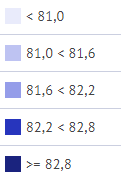 < 81,0
81,0 < 81,6
81,6 < 82,2
82,2 < 82,8
>= 82,8